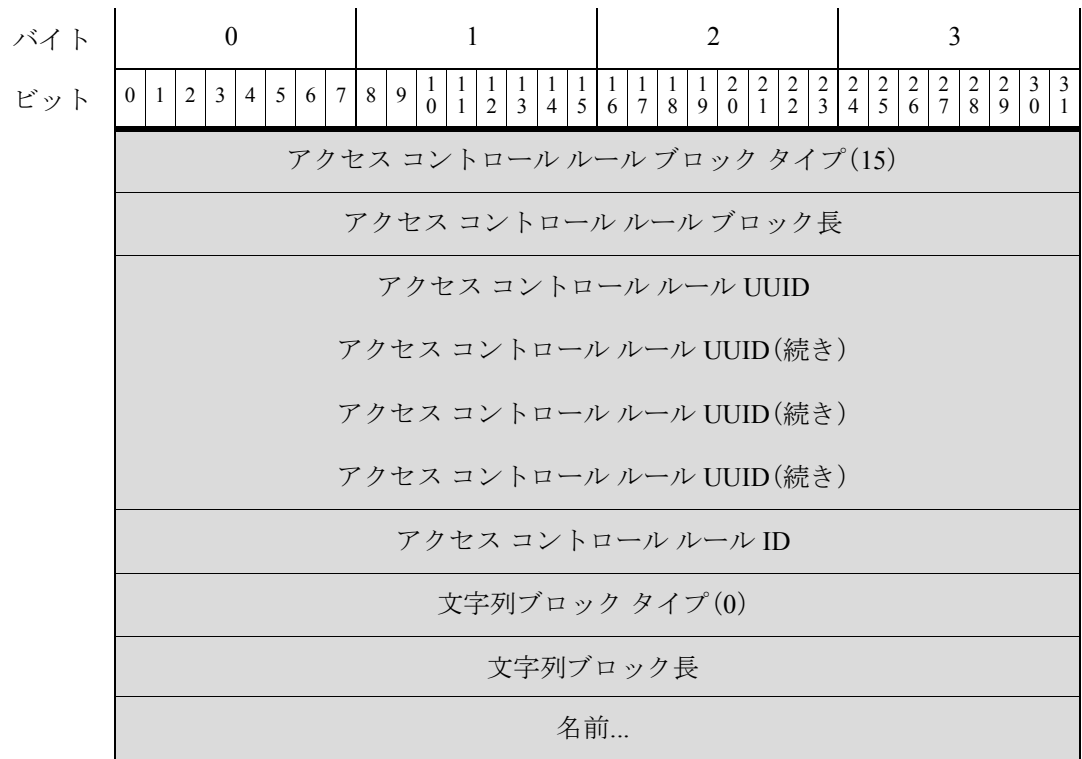 バイト 0 1 2 3
ビット 0 1 2 3 4 5 6 7 8 9 10 11 12 13 14 15 16 17 18 19 20 21 22 23 24 25 26 27 28 29 30 31
アクセス コントロール ルール ブロック タイプ(15)
アクセス コントロール ルール ブロック長
アクセス コントロール ルール UUID
アクセス コントロール ルール UUID(続き)
アクセス コントロール ルール UUID(続き)
アクセス コントロール ルール UUID(続き)
アクセス コントロール ルール ID
文字列ブロック タイプ(0)
文字列ブロック長
名前...